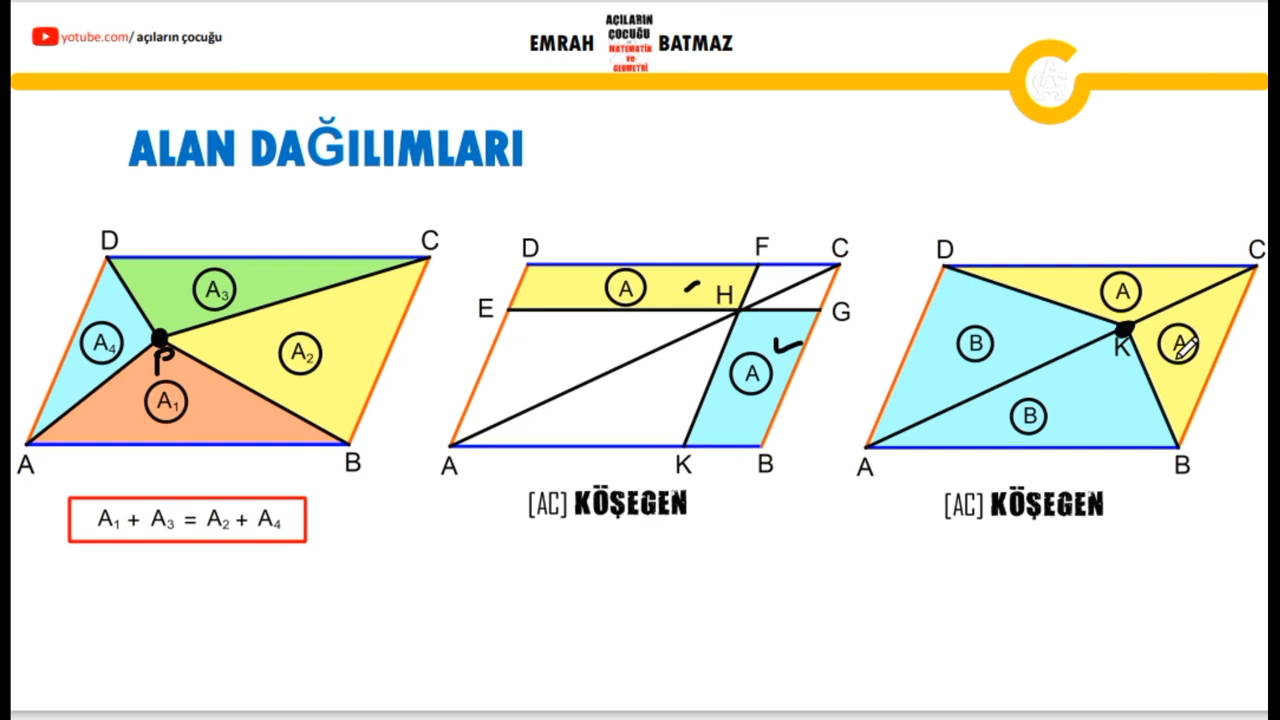 yotube.com/ açıların çocuğu
EMRAH
AÇILARIN
ÇOCUĞU
MATEMATİK
ve
GEOMETRİ
BATMAZ
ALAN DAĞILIMLARI
D C
A₃
A₄ A₂
P
A₁
A B
A₁ + A₃ = A₂ + A₄
D F C
A H
E G
A
A K B
[AC] KÖŞEGEN
D C
A
B K A
B
A B
[AC] KÖŞEGEN